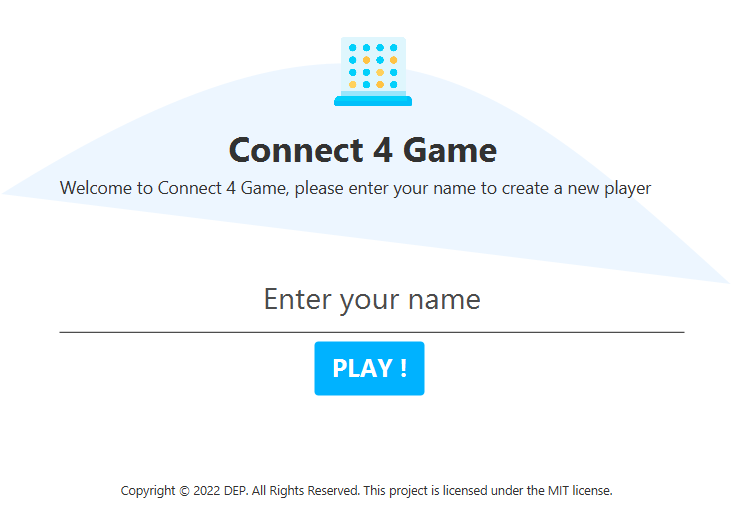 Connect 4 Game
Welcome to Connect 4 Game, please enter your name to create a new player
Enter your name
PLAY !
Copyright © 2022 DEP. All Rights Reserved. This project is licensed under the MIT license.